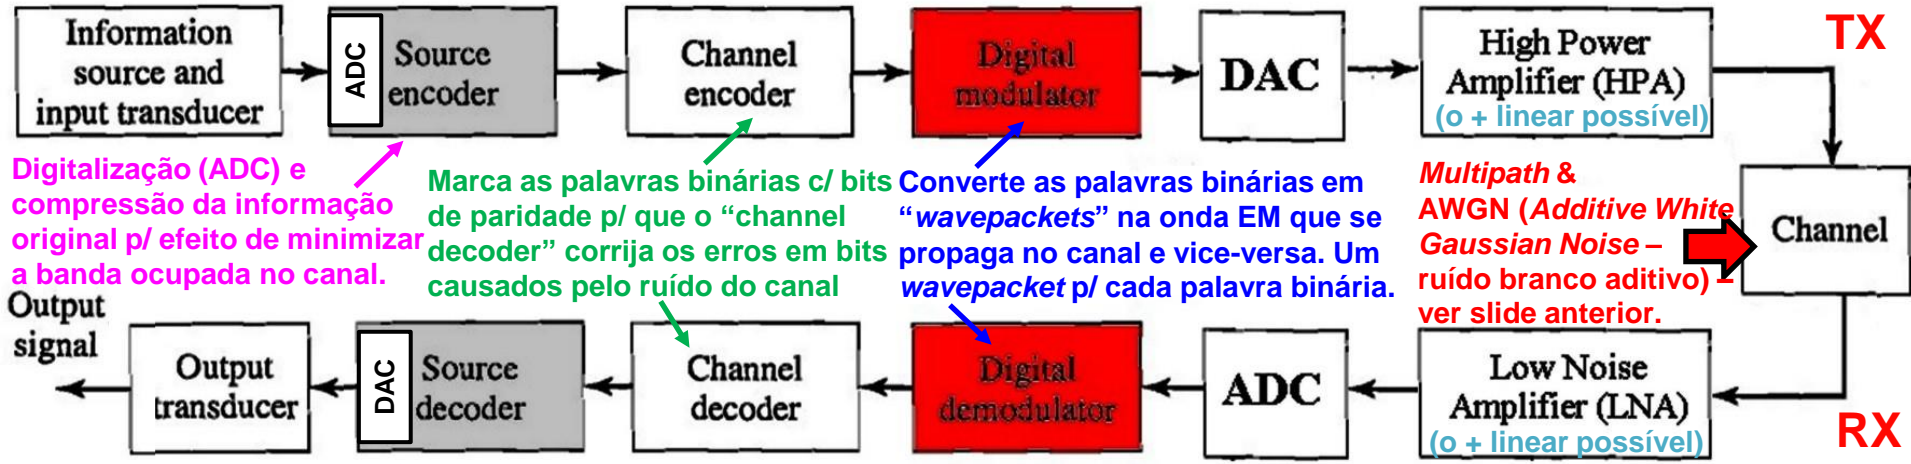 Information
source and
input transducer
ADC
Source
encoder
Channel
encoder
Digital
modulator
DAC
High Power
Amplifier (HPA)
(o + linear possível)
TX
Digitalização (ADC) e
compressão da informação
original p/ efeito de minimizar
a banda ocupada no canal.
Marca as palavras binárias c/ bits
de paridade p/ que o “channel
decoder” corrija os erros em bits
causados pelo ruído do canal
Converte as palavras binárias em
“wavepackets” na onda EM que se
propaga no canal e vice-versa. Um
wavepacket p/ cada palavra binária.
Multipath &
AWGN (Additive White
Gaussian Noise –
ruído branco aditivo) –
ver slide anterior.
Channel
Output
signal
Output
transducer
DAC
Source
decoder
Channel
decoder
Digital
demodulator
ADC
Low Noise
Amplifier (LNA)
(o + linear possível)
RX